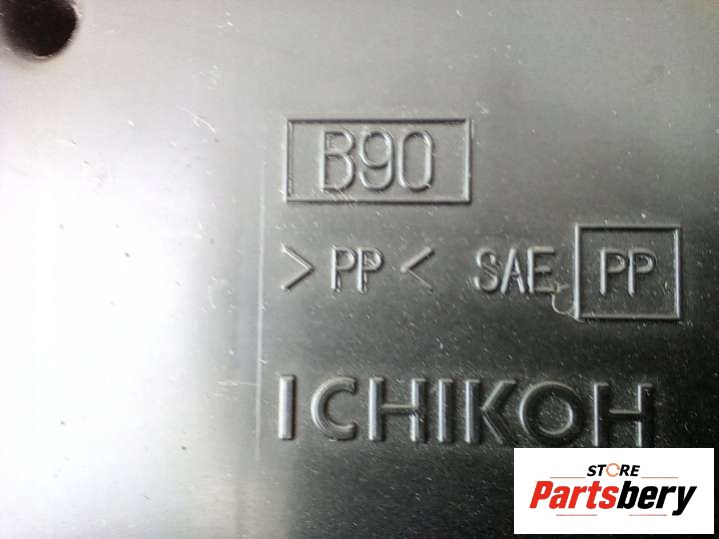 B90
>PP< SAE PP
ICHIKOH
STORE
Partsbery